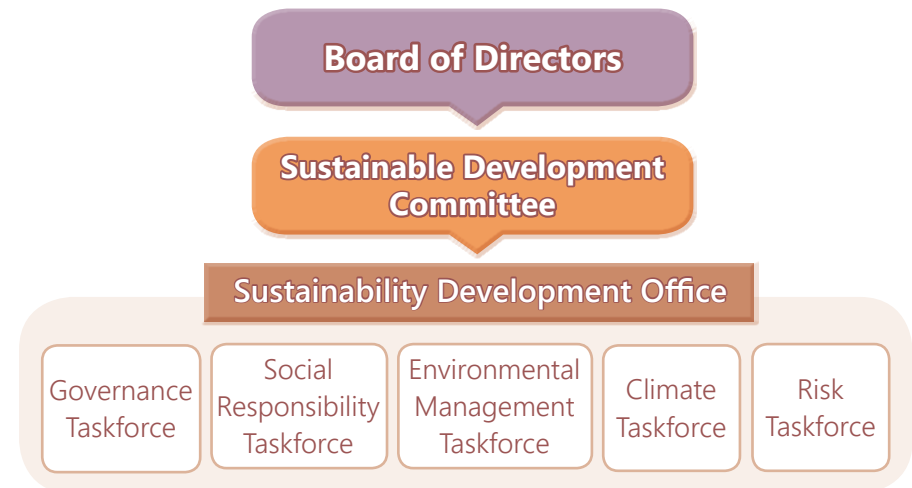 Board of Directors
Sustainable Development
Committee
Sustainability Development Office
Governance
Taskforce
Social
Responsibility
Taskforce
Environmental
Management
Taskforce
Climate
Taskforce
Risk
Taskforce